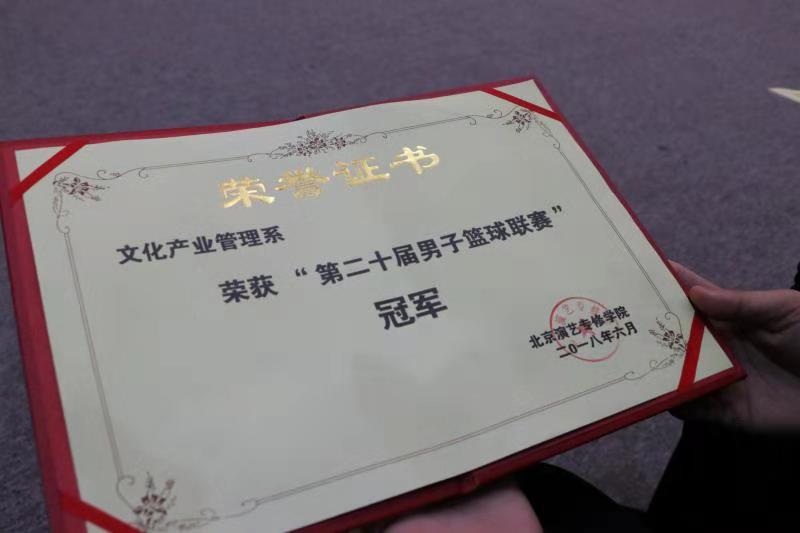 荣誉证书
文化产业管理系
荣获 “第二十届男子篮球联赛”
冠军
北京演艺专修学院
二〇一八年六月